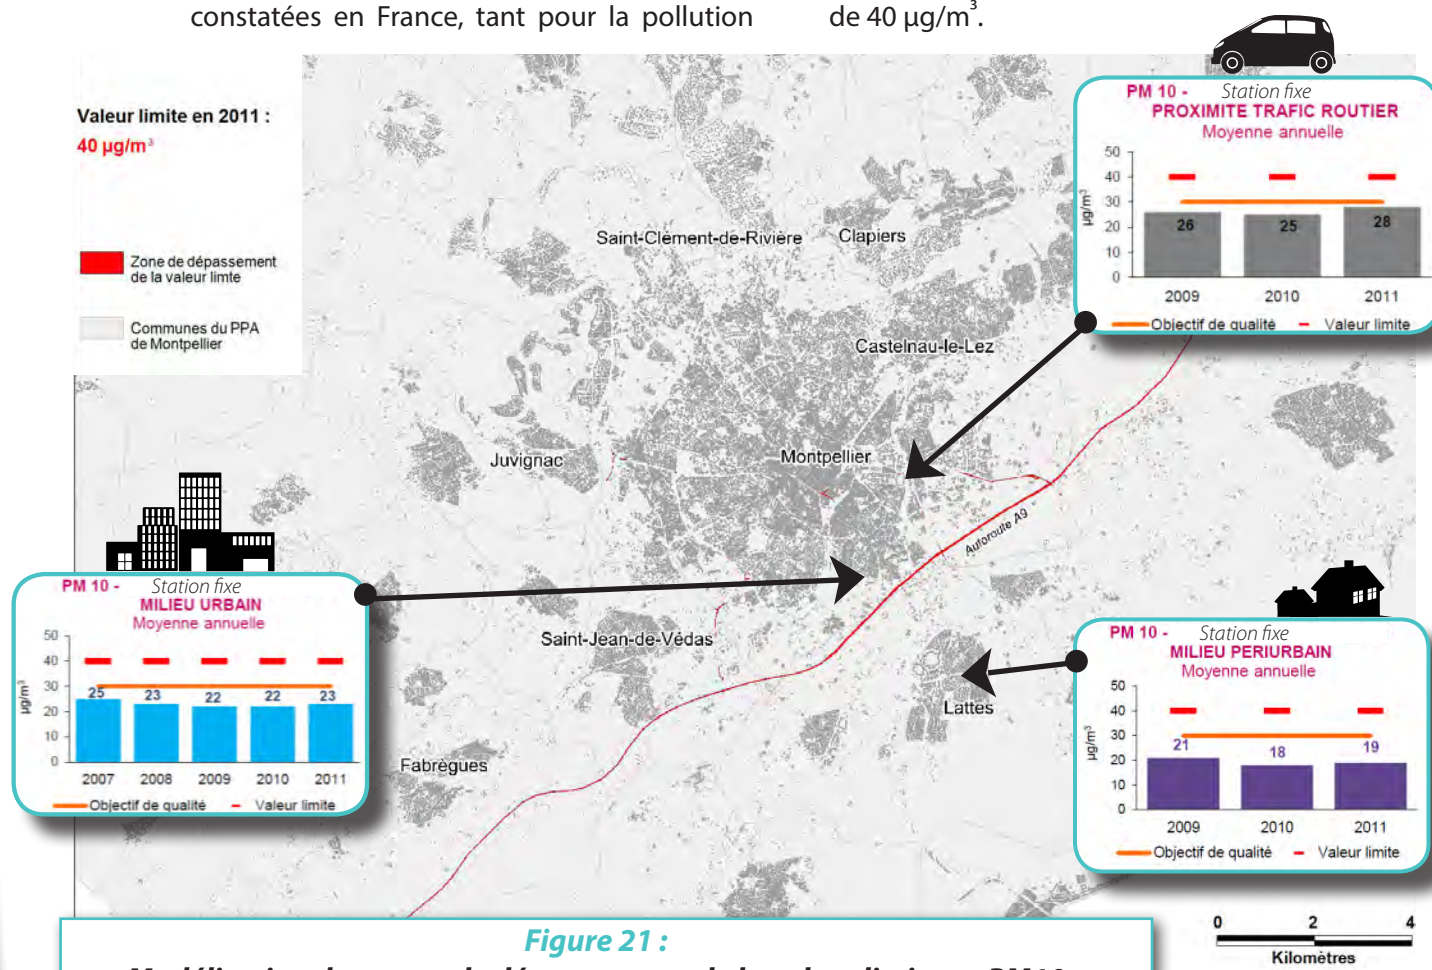 constatées en France, tant pour la pollution
de 40 µg/m³.
Valeur limite en 2011 :
40 µg/m³
Zone de dépassement
de la valeur limte
Communes du PPA
de Montpellier
PM 10 - Station fixe
PROXIMITE TRAFIC ROUTIER
Moyenne annuelle
µg/m³
50
40
30
20
10
0
26
25
28
2009 2010 2011
Objectif de qualité Valeur limite
Saint-Clément-de-Rivière
Clapiers
Castelnau-le-Lez
Juvignac
Montpellier
Autoroute A9
Saint-Jean-de-Védas
Lattes
Fabrègues
PM 10 - Station fixe
MILIEU URBAIN
Moyenne annuelle
µg/m³
50
40
30
20
10
0
25
23
22
22
23
2007 2008 2009 2010 2011
Objectif de qualité Valeur limite
PM 10 - Station fixe
MILIEU PERIURBAIN
Moyenne annuelle
µg/m³
50
40
30
20
10
0
21
18
19
2009 2010 2011
Objectif de qualité Valeur limite
0 2 4
Kilomètres
Figure 21 :